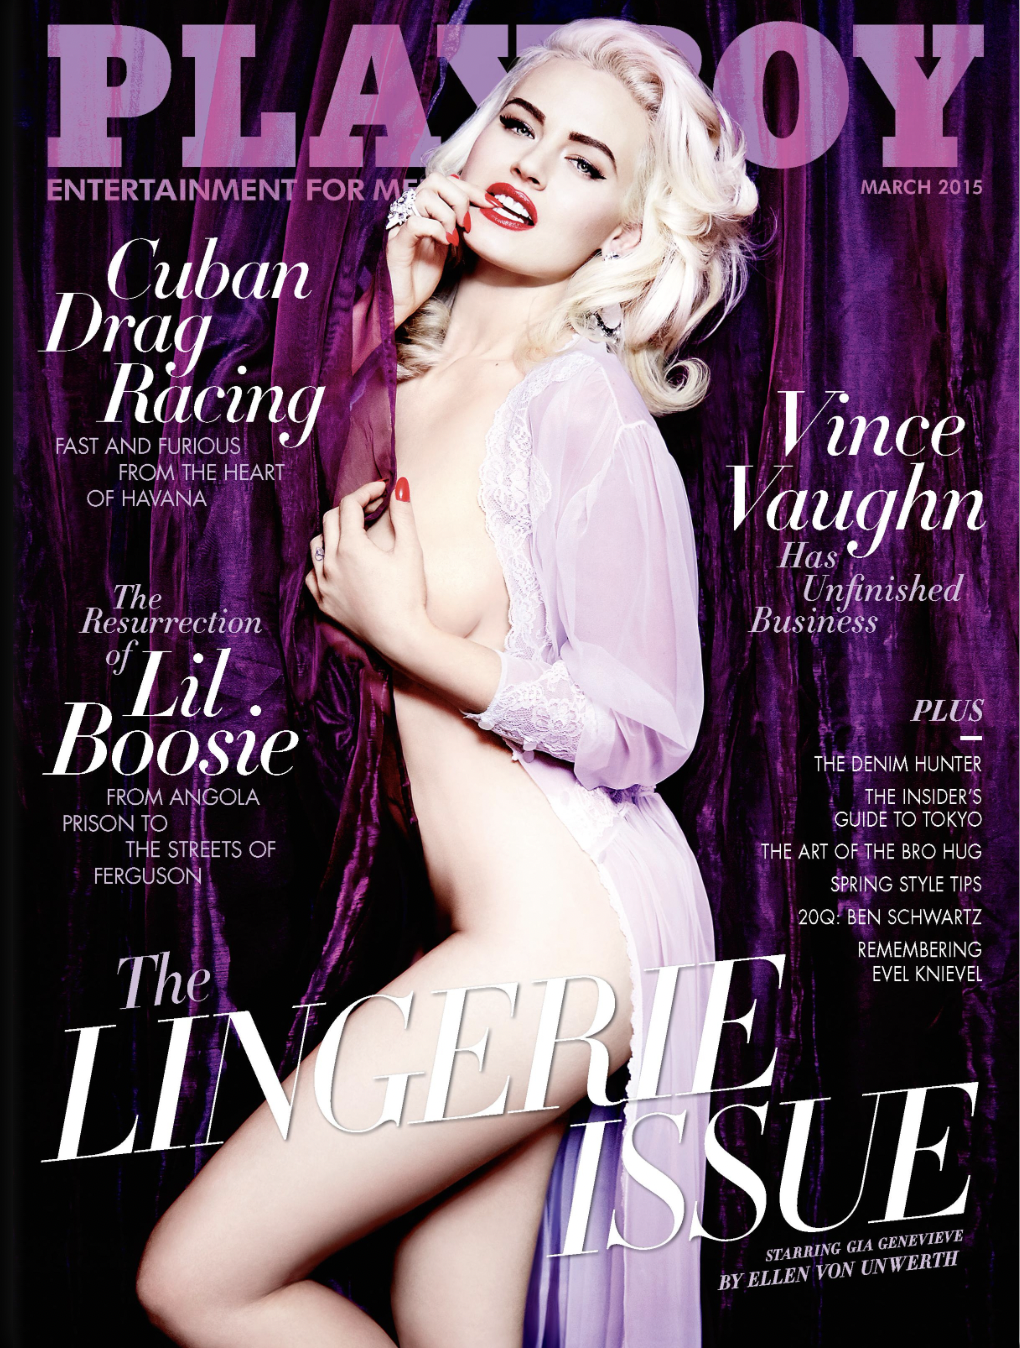 PLAYBOY
ENTERTAINMENT FOR ME
MARCH 2015
Cuban
Drag
Racing
FAST AND FURIOUS
FROM THE HEART
OF HAVANA
The
Resurrection
of Lil
Boosie
FROM ANGOLA
PRISON TO
THE STREETS OF
FERGUSON
Vince
Vaughn
Has
Unfinished
Business
PLUS
THE DENIM HUNTER
THE INSIDER'S
GUIDE TO TOKYO
THE ART OF THE BRO HUG
SPRING STYLE TIPS
20Q: BEN SCHWARTZ
REMEMBERING
EVEL KNIEVEL
The
LINGERIE
ISSUE
STARRING GIA GENEVIEVE
BY ELLEN VON UNWERTH